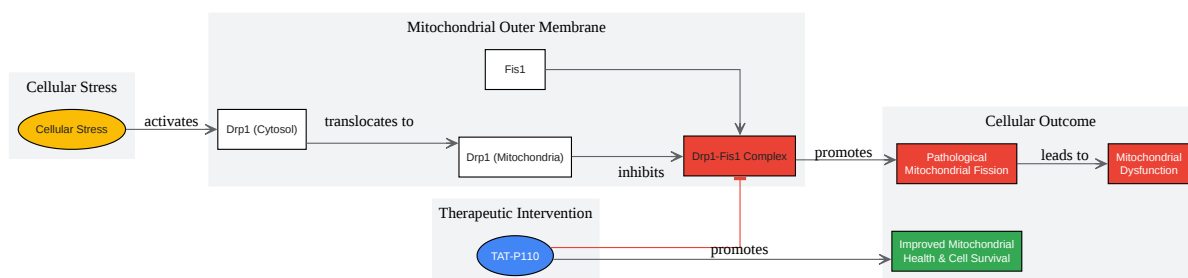 Mitochondrial Outer Membrane
Fis1
Cellular Stress
Cellular Stress
activates
Drp1 (Cytosol)
translocates to
Drp1 (Mitochondria)
inhibits
Drp1-Fis1 Complex
promotes
Cellular Outcome
Pathological
Mitochondrial Fission
leads to
Mitochondrial
Dysfunction
Therapeutic Intervention
TAT-P110
promotes
Improved Mitochondrial
Health & Cell Survival